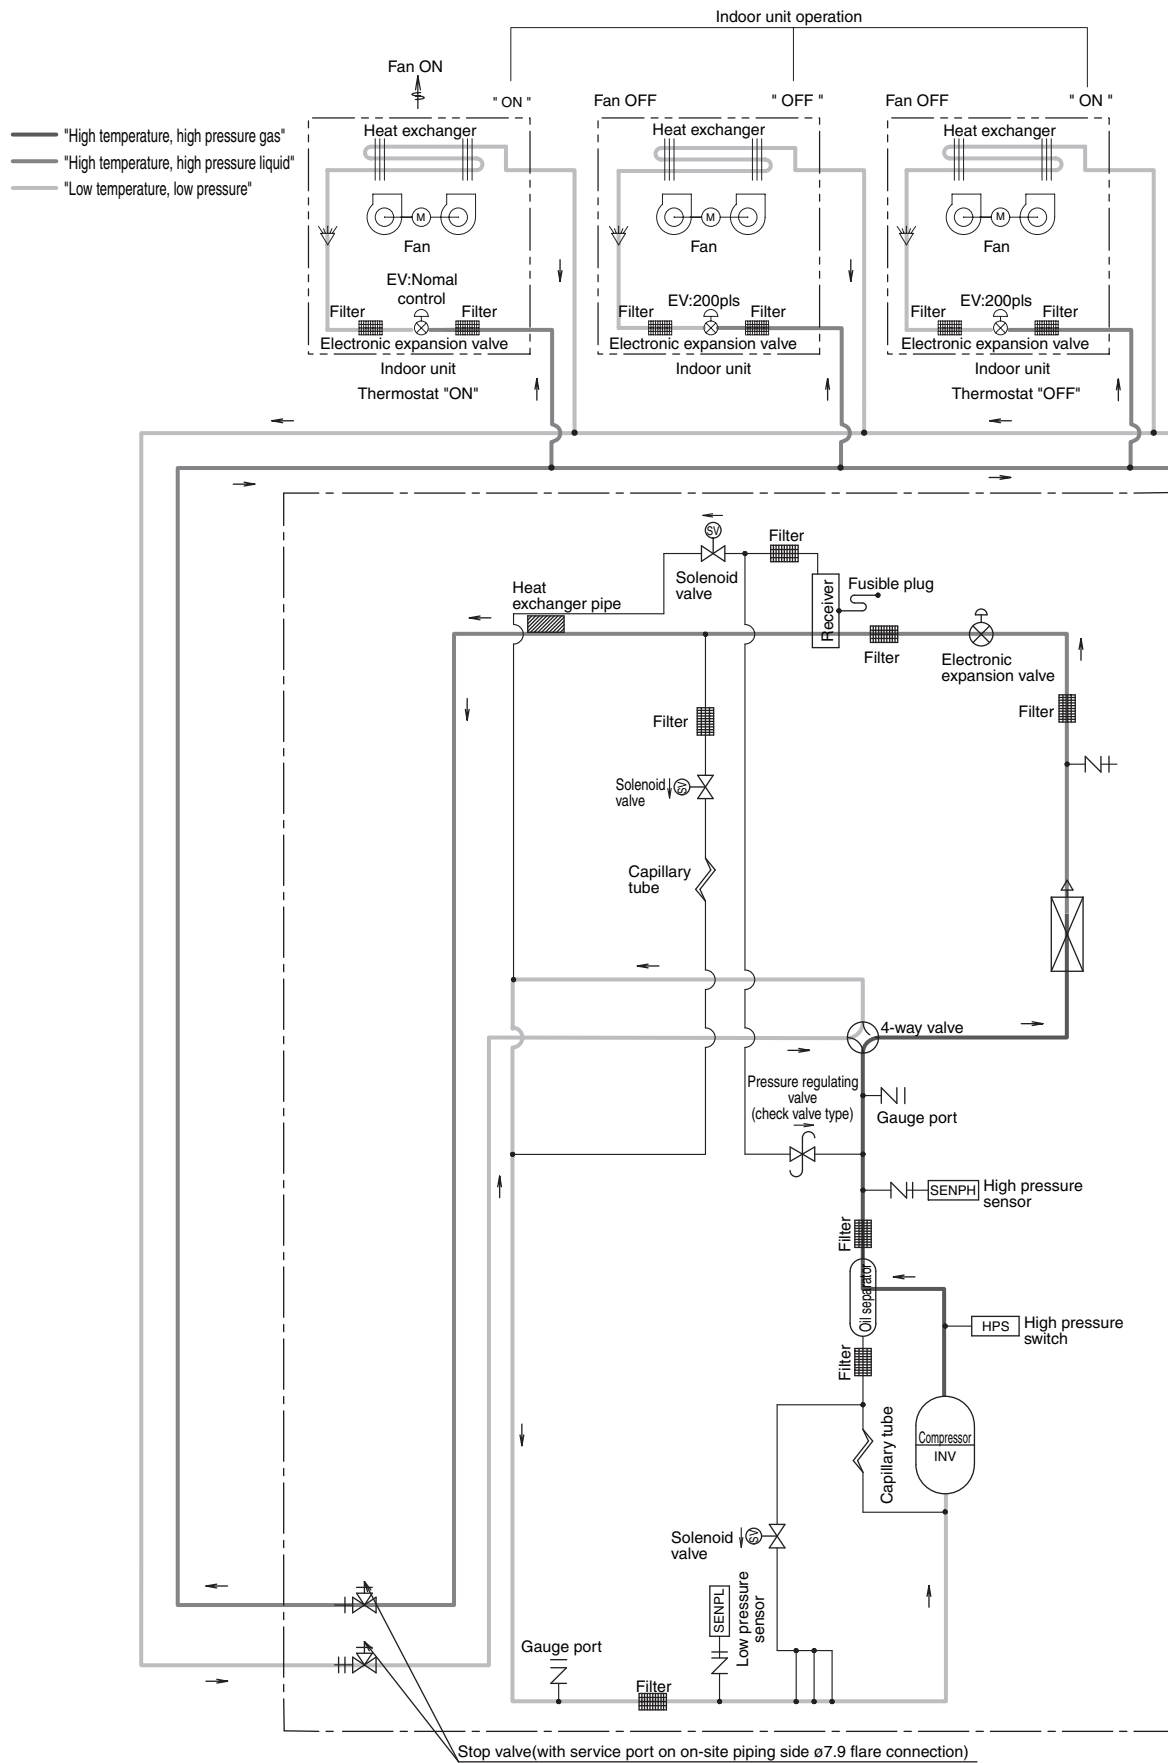 Indoor unit operation
Fan ON
" ON "
Fan OFF
" OFF "
Fan OFF
" ON "
"High temperature, high pressure gas"
"High temperature, high pressure liquid"
"Low temperature, low pressure"
Heat exchanger
M
Fan
EV:Nomal
control
Filter
Filter
Electronic expansion valve
Indoor unit
Thermostat "ON"
Heat exchanger
M
Fan
EV:200pls
Filter
Filter
Electronic expansion valve
Indoor unit
Heat exchanger
M
Fan
EV:200pls
Filter
Filter
Electronic expansion valve
Indoor unit
Thermostat "OFF"
SV
Solenoid
valve
Filter
Receiver
Fusible plug
Heat
exchanger pipe
Filter
Electronic
expansion valve
Filter
Filter
Solenoid
valve
SV
Capillary
tube
4-way valve
Pressure regulating
valve
(check valve type)
Gauge port
SENPH
High pressure
sensor
Filter
Oil separator
HPS
High pressure
switch
Filter
Capillary tube
Compressor
INV
Solenoid
valve
SV
SENPL
Low pressure
sensor
Gauge port
Filter
Stop valve(with service port on on-site piping side ø7.9 flare connection)